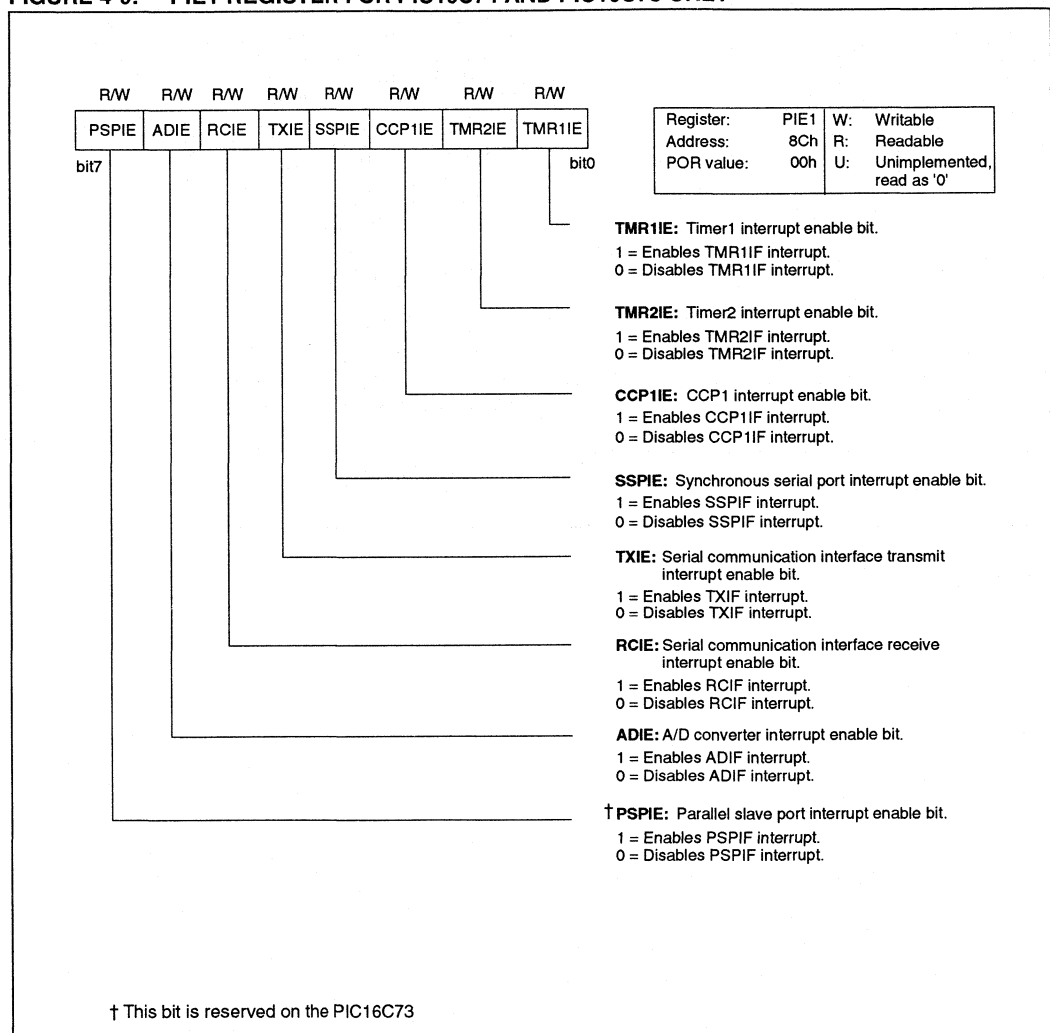 R/W R/W R/W R/W R/W R/W R/W R/W
PSPIE ADIE RCIE TXIE SSPIE CCP1IE TMR2IE TMR1IE
bit7 bit0
Register: PIE1 W: Writable
Address: 8Ch R: Readable
POR value: 00h U: Unimplemented,
read as '0'
TMR1IE: Timer1 interrupt enable bit.
1 = Enables TMR1IF interrupt.
0 = Disables TMR1IF interrupt.
TMR2IE: Timer2 interrupt enable bit.
1 = Enables TMR2IF interrupt.
0 = Disables TMR2IF interrupt.
CCP1IE: CCP1 interrupt enable bit.
1 = Enables CCP1IF interrupt.
0 = Disables CCP1IF interrupt.
SSPIE: Synchronous serial port interrupt enable bit.
1 = Enables SSPIF interrupt.
0 = Disables SSPIF interrupt.
TXIE: Serial communication interface transmit
interrupt enable bit.
1 = Enables TXIF interrupt.
0 = Disables TXIF interrupt.
RCIE: Serial communication interface receive
interrupt enable bit.
1 = Enables RCIF interrupt.
0 = Disables RCIF interrupt.
ADIE: A/D converter interrupt enable bit.
1 = Enables ADIF interrupt.
0 = Disables ADIF interrupt.
† PSPIE: Parallel slave port interrupt enable bit.
1 = Enables PSPIF interrupt.
0 = Disables PSPIF interrupt.
† This bit is reserved on the PIC16C73